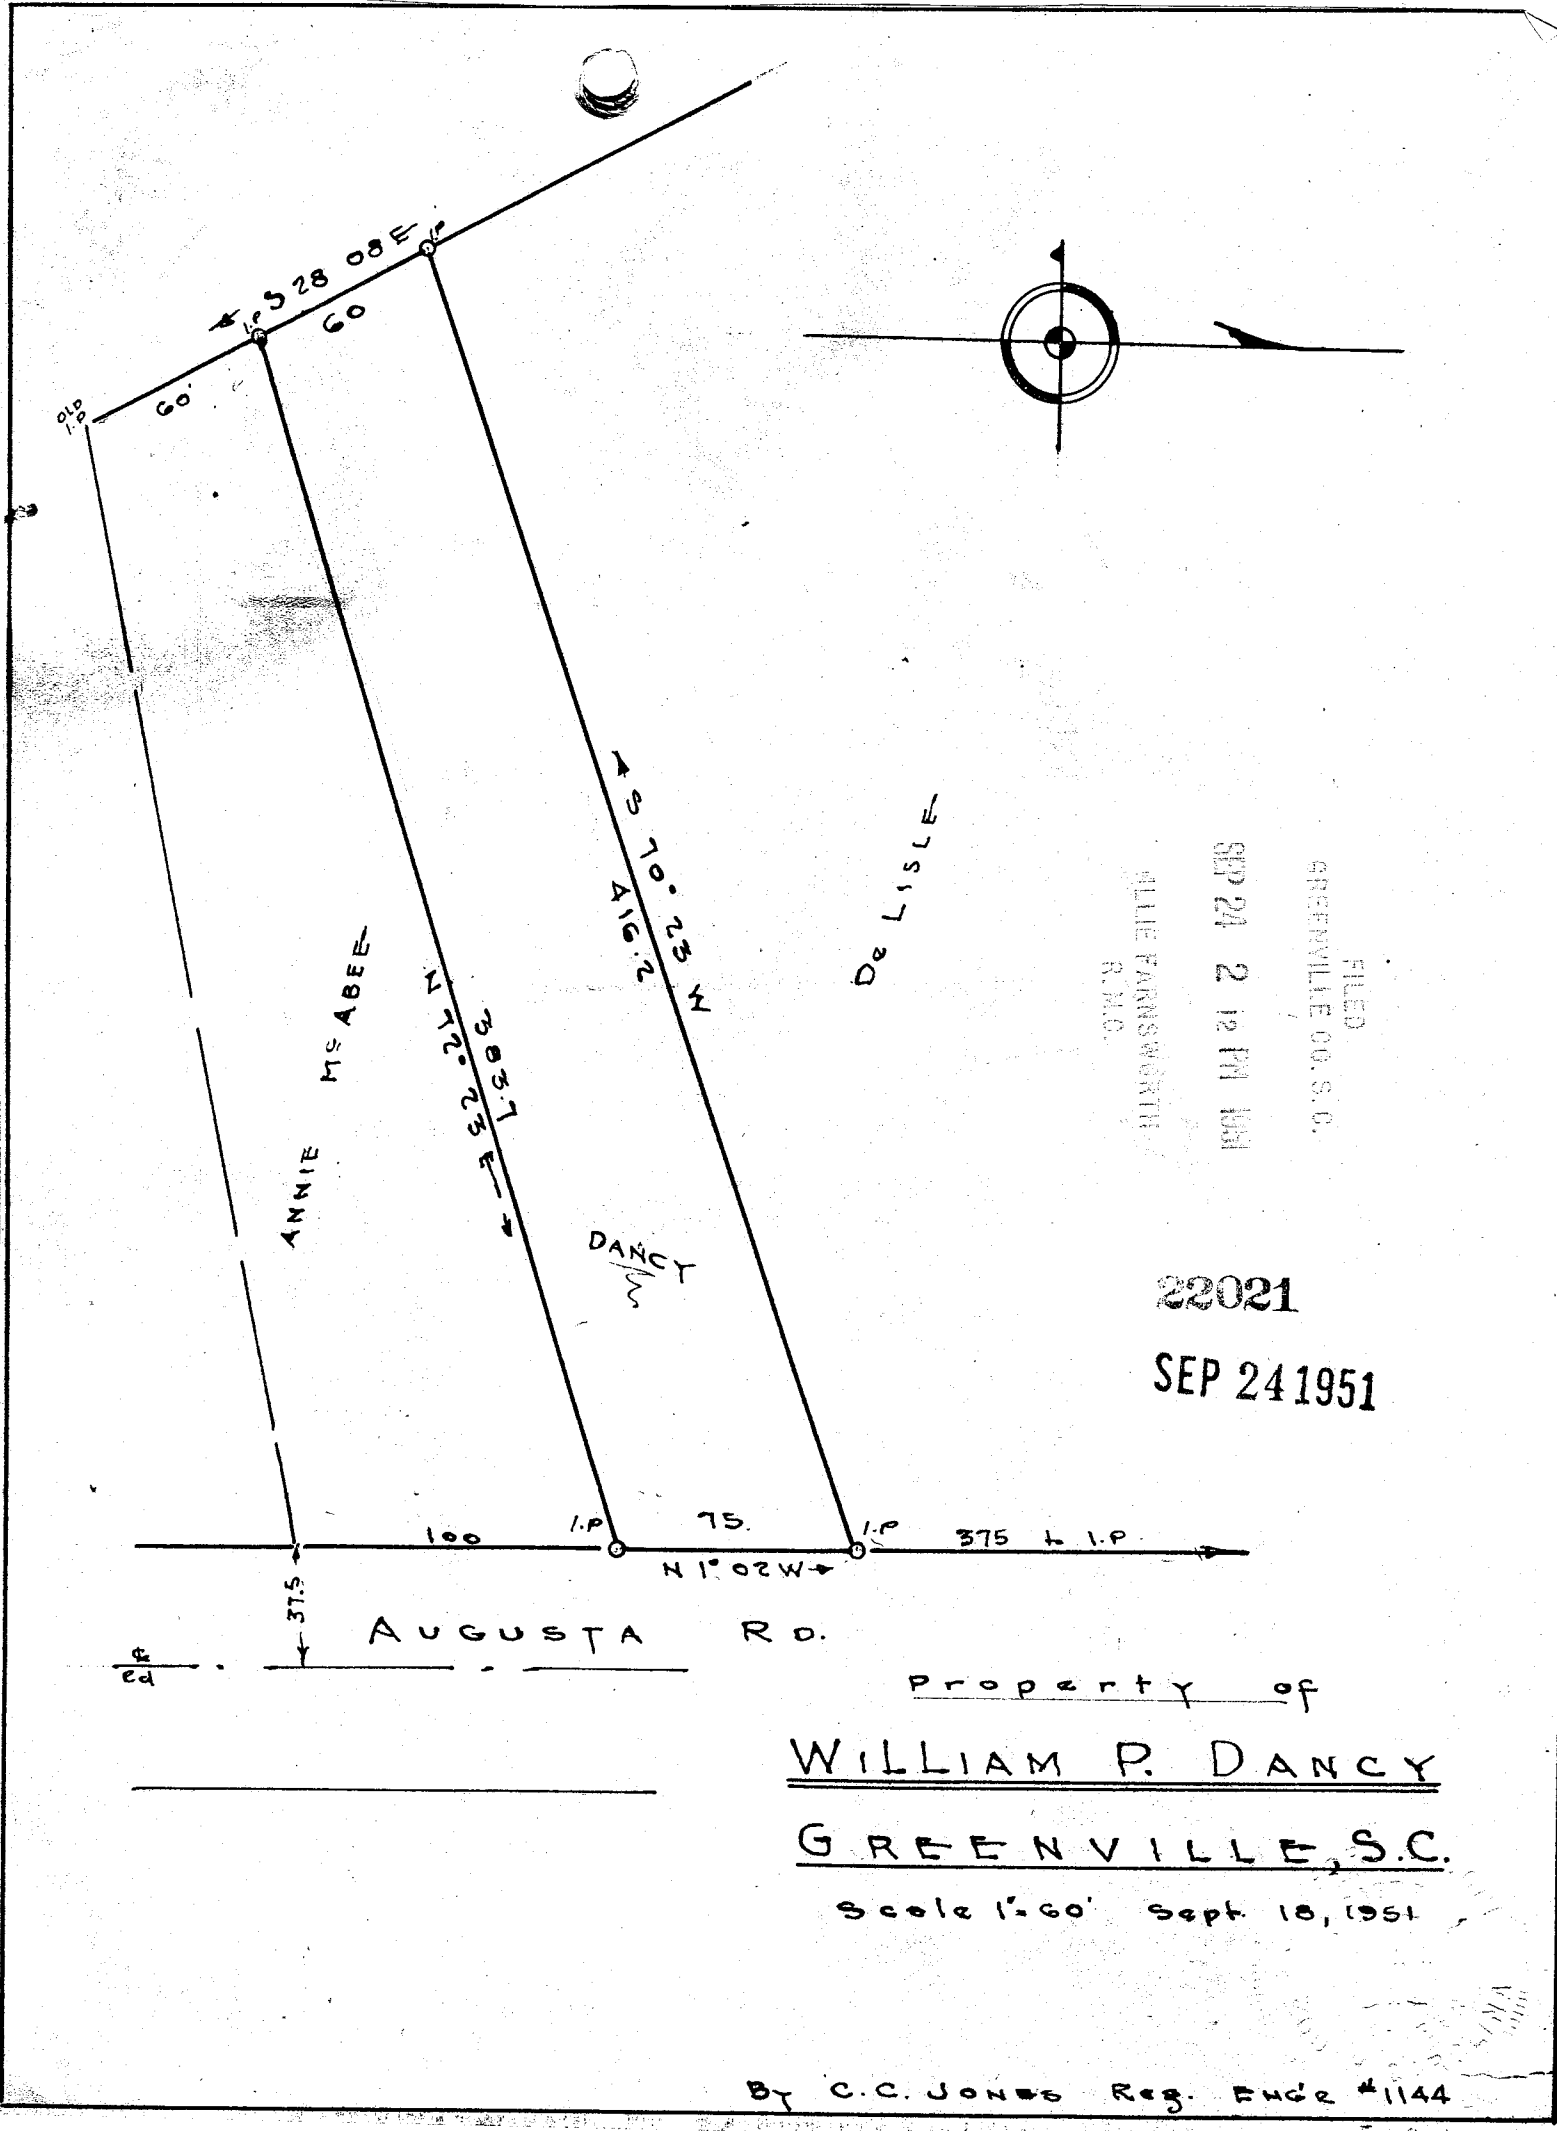 S 28 08 E
I.P
60
I.P
60'
OLD
I.P
S 70° 23 W
416.2
N 72° 23 E
383.7
De LISLE
ANNIE McABEE
DANCY
FILED
GREENVILLE CO. S. C.
SEP 24 2 12 PM 1951
OLLIE FARNSWORTH
R.M.C.
22021
SEP 24 1951
100
I.P
75.
I.P
375 to I.P.
N 1° 02 W
37.5
AUGUSTA RD.
℄
Rd
Property of
WILLIAM P. DANCY
GREENVILLE, S.C.
Scale 1"=60' Sept. 18, 1951
By C.C. JONES Reg. ENGR #1144